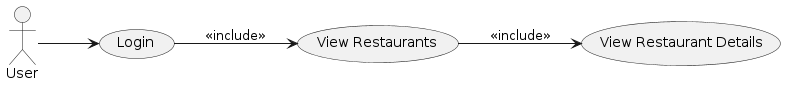 User
Login
«include»
View Restaurants
«include»
View Restaurant Details